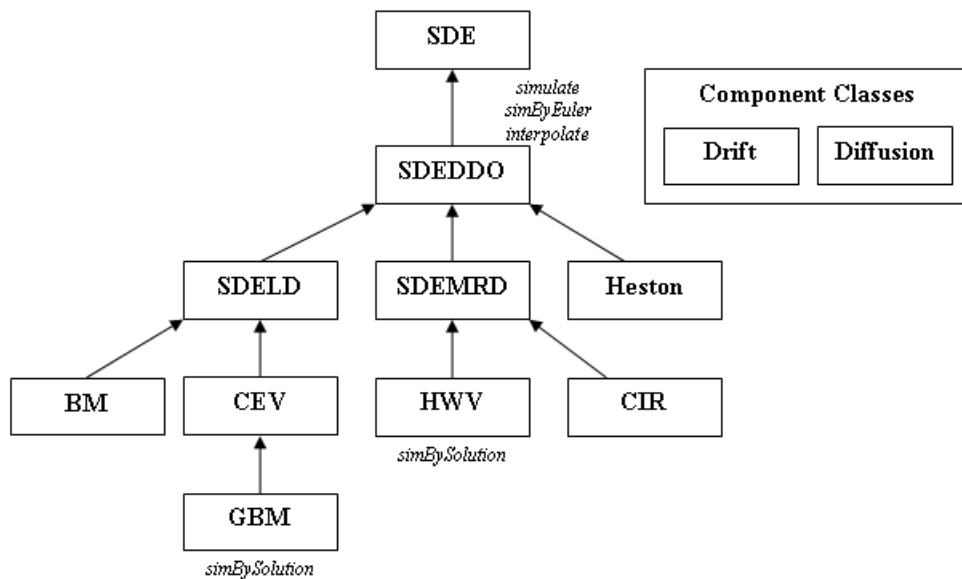 SDE
simulate
simByEuler
interpolate
Component Classes
Drift
Diffusion
SDEDDO
SDELD
SDEMRD
Heston
BM
CEV
HWV
CIR
simBySolution
GBM
simBySolution